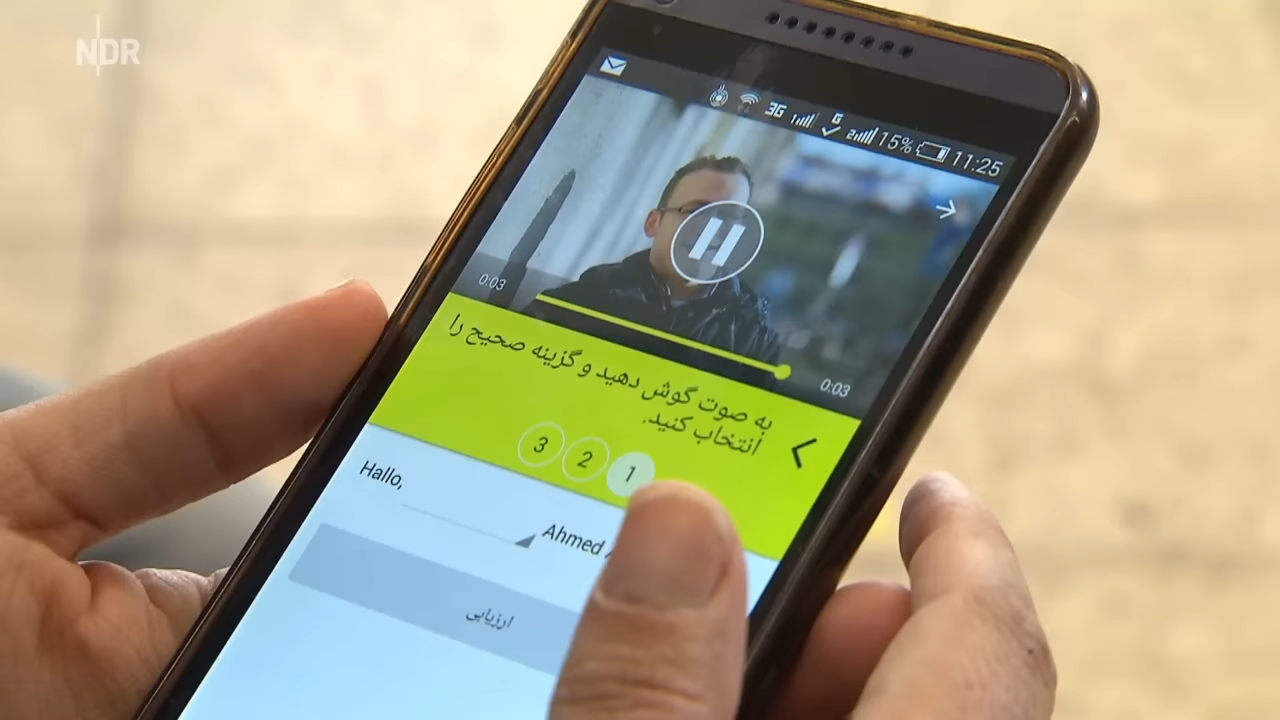 NDR
3G 15% 11:25
0:03
0:03
به صوت گوش دهید و گزینه صحیح را
انتخاب کنید.
3 2 1
Hallo,
Ahmed
ارزیابی